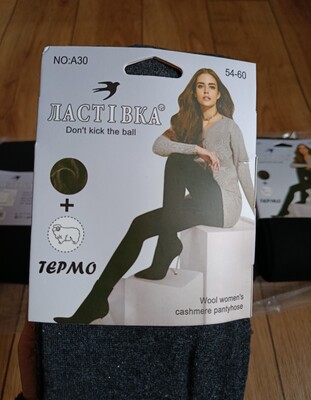 NO:A30
54-60
ЛАСТІВКА©
Don't kick the ball
+
ТЕРМО
Wool women's
cashmere pantyhose